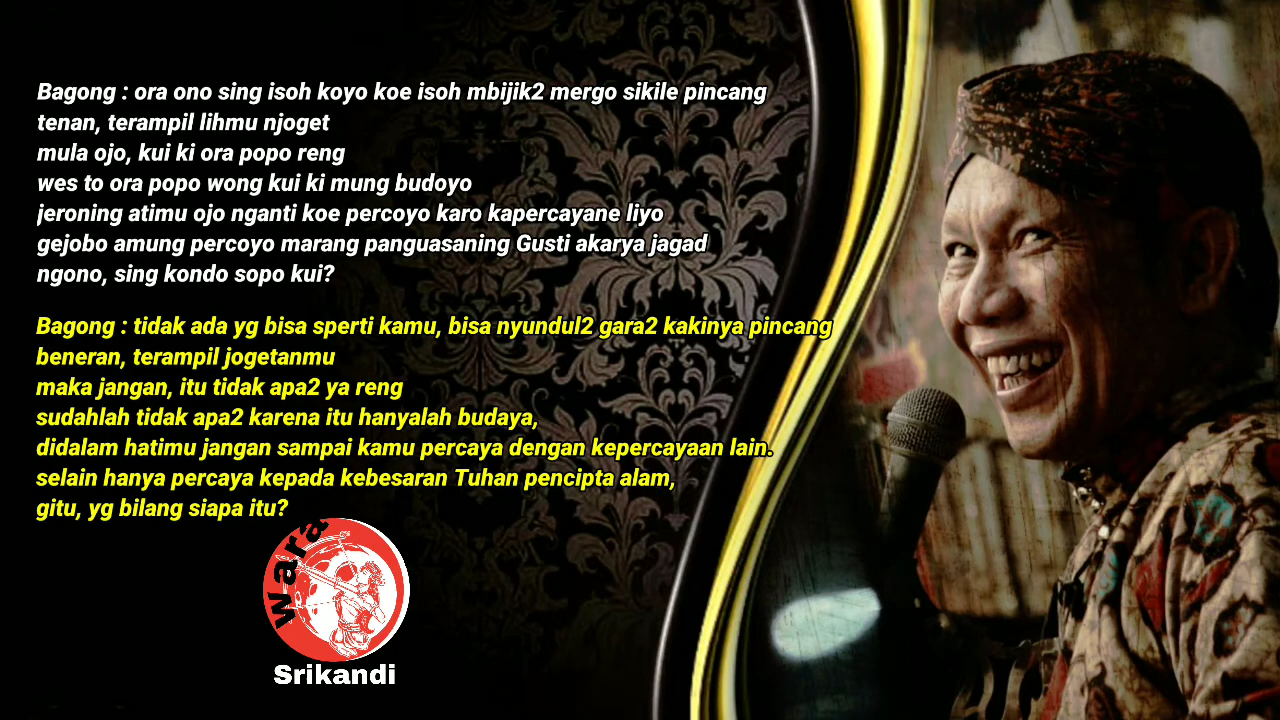 Bagong : ora ono sing isoh koyo koe isoh mbijik2 mergo sikile pincang
tenan, terampil lihmu njoget
mula ojo, kui ki ora popo reng
wes to ora popo wong kui ki mung budoyo
jeroning atimu ojo nganti koe percoyo karo kapercayane liyo
gejobo amung percoyo marang panguasaning Gusti akarya jagad
ngono, sing kondo sopo kui?
Bagong : tidak ada yg bisa sperti kamu, bisa nyundul2 gara2 kakinya pincang
beneran, terampil jogetanmu
maka jangan, itu tidak apa2 ya reng
sudahlah tidak apa2 karena itu hanyalah budaya,
didalam hatimu jangan sampai kamu percaya dengan kepercayaan lain.
selain hanya percaya kepada kebesaran Tuhan pencipta alam,
gitu, yg bilang siapa itu?
wara
Srikandi